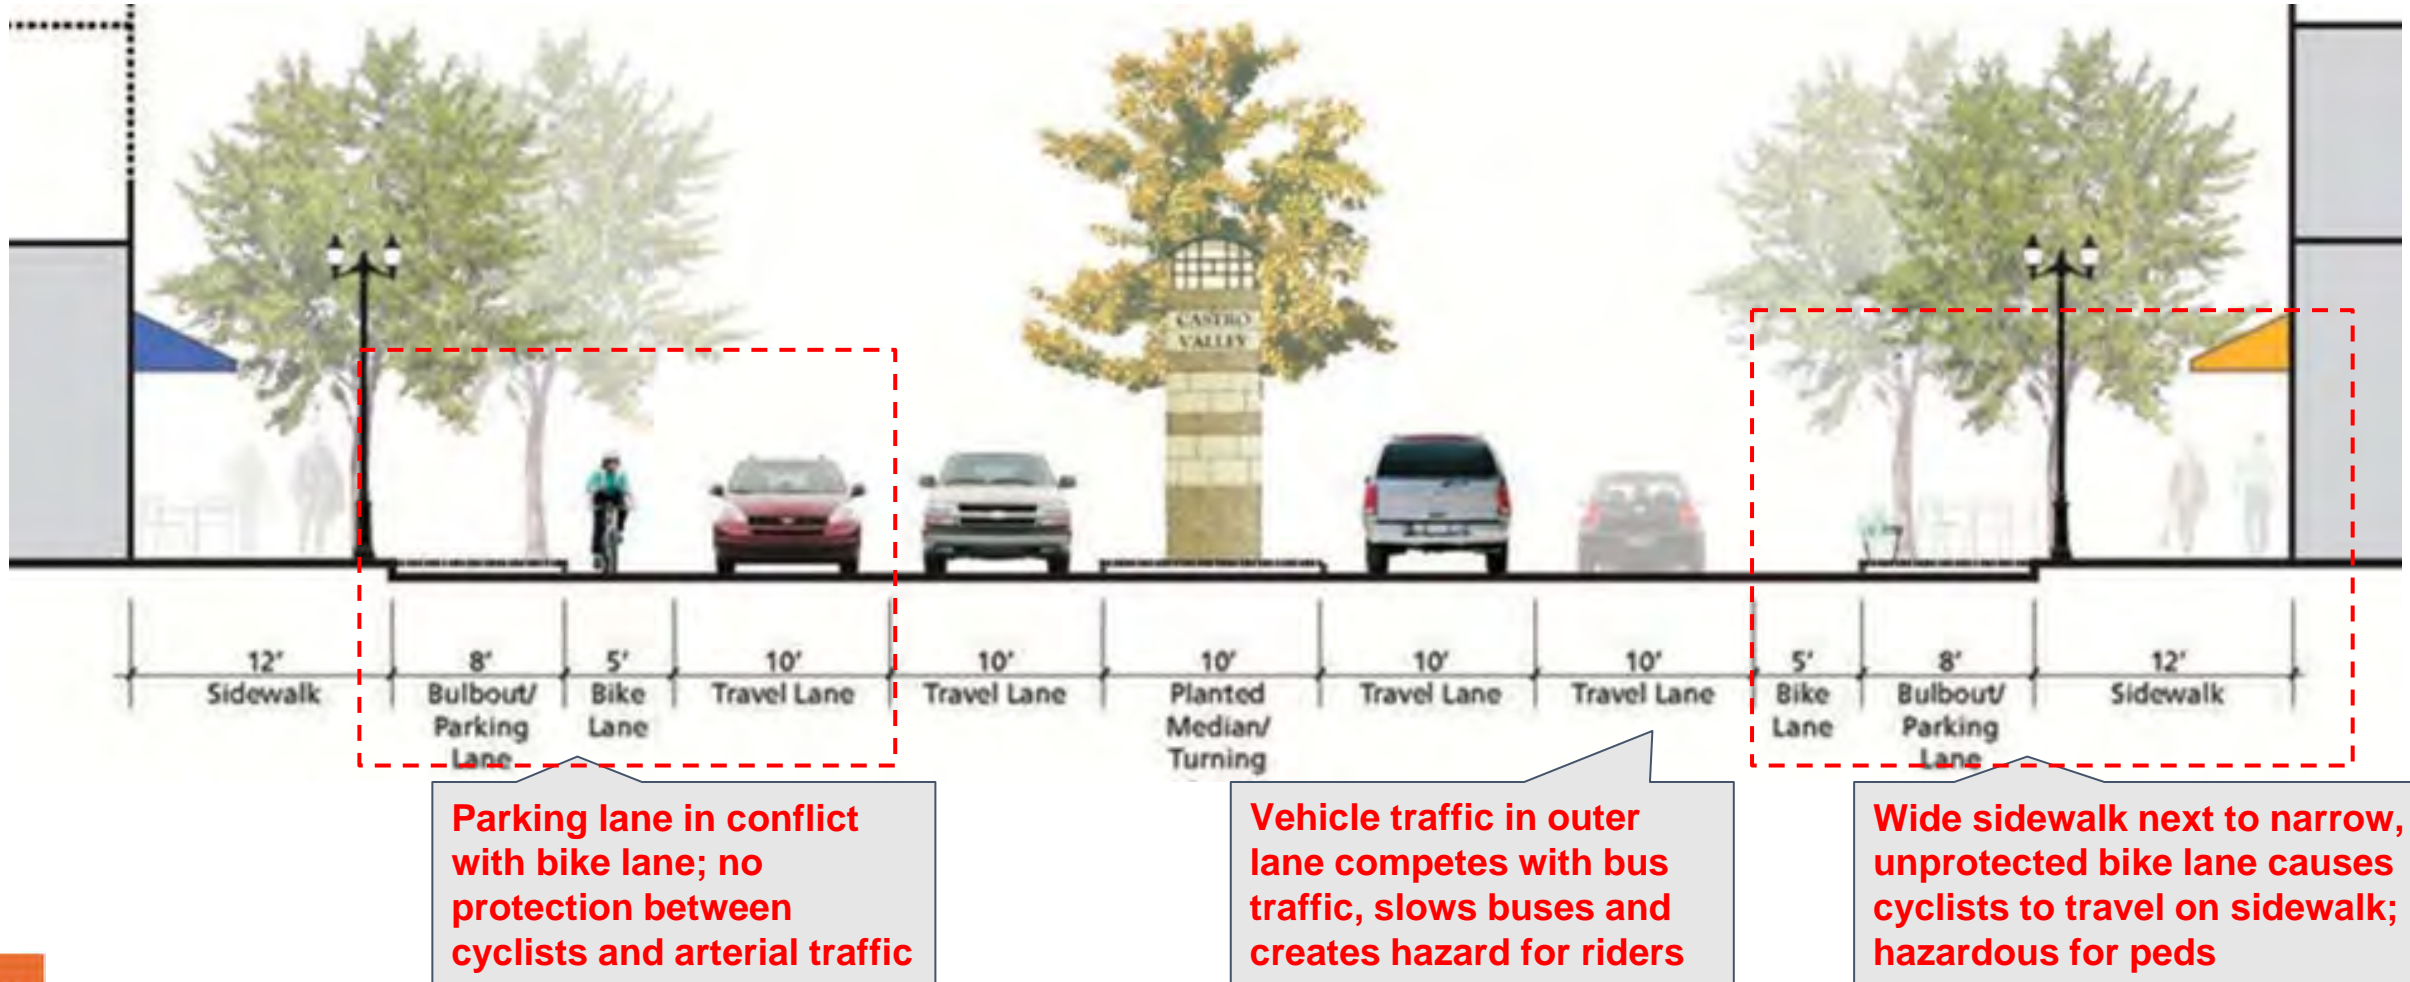 CASTRO
VALLEY
12'
Sidewalk
8'
Bulbout/
Parking
Lane
5'
Bike
Lane
10'
Travel Lane
10'
Travel Lane
10'
Planted
Median/
Turning
10'
Travel Lane
10'
Travel Lane
5'
Bike
Lane
8'
Bulbout/
Parking
Lane
12'
Sidewalk
Parking lane in conflict
with bike lane; no
protection between
cyclists and arterial traffic
Vehicle traffic in outer
lane competes with bus
traffic, slows buses and
creates hazard for riders
Wide sidewalk next to narrow,
unprotected bike lane causes
cyclists to travel on sidewalk;
hazardous for peds